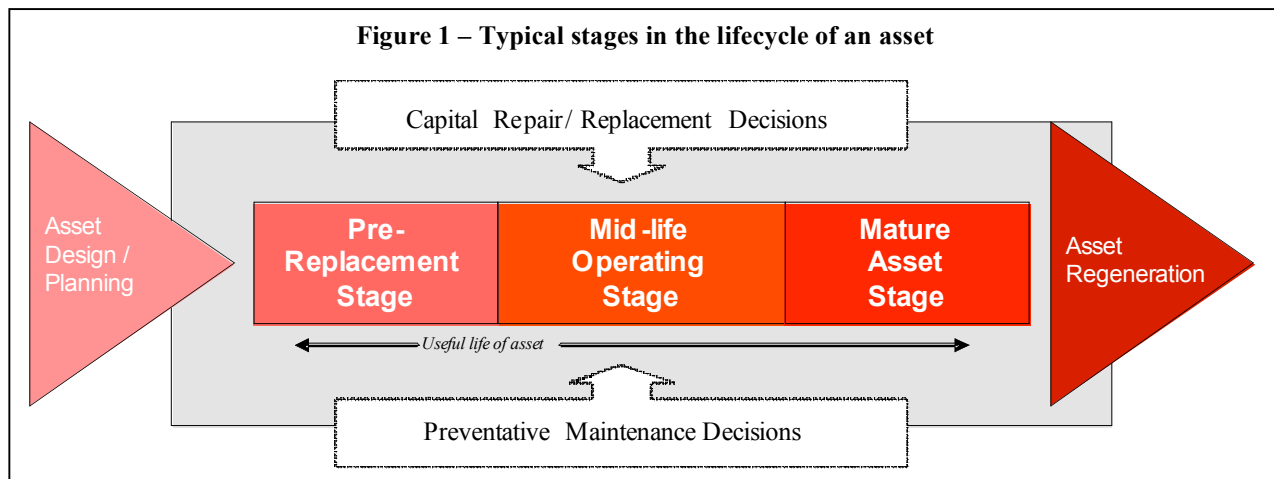 Figure 1 – Typical stages in the lifecycle of an asset
Capital Repair/ Replacement Decisions
Asset
Design /
Planning
Pre-
Replacement
Stage
Mid-life
Operating
Stage
Mature
Asset
Stage
Asset
Regeneration
Useful life of asset
Preventative Maintenance Decisions